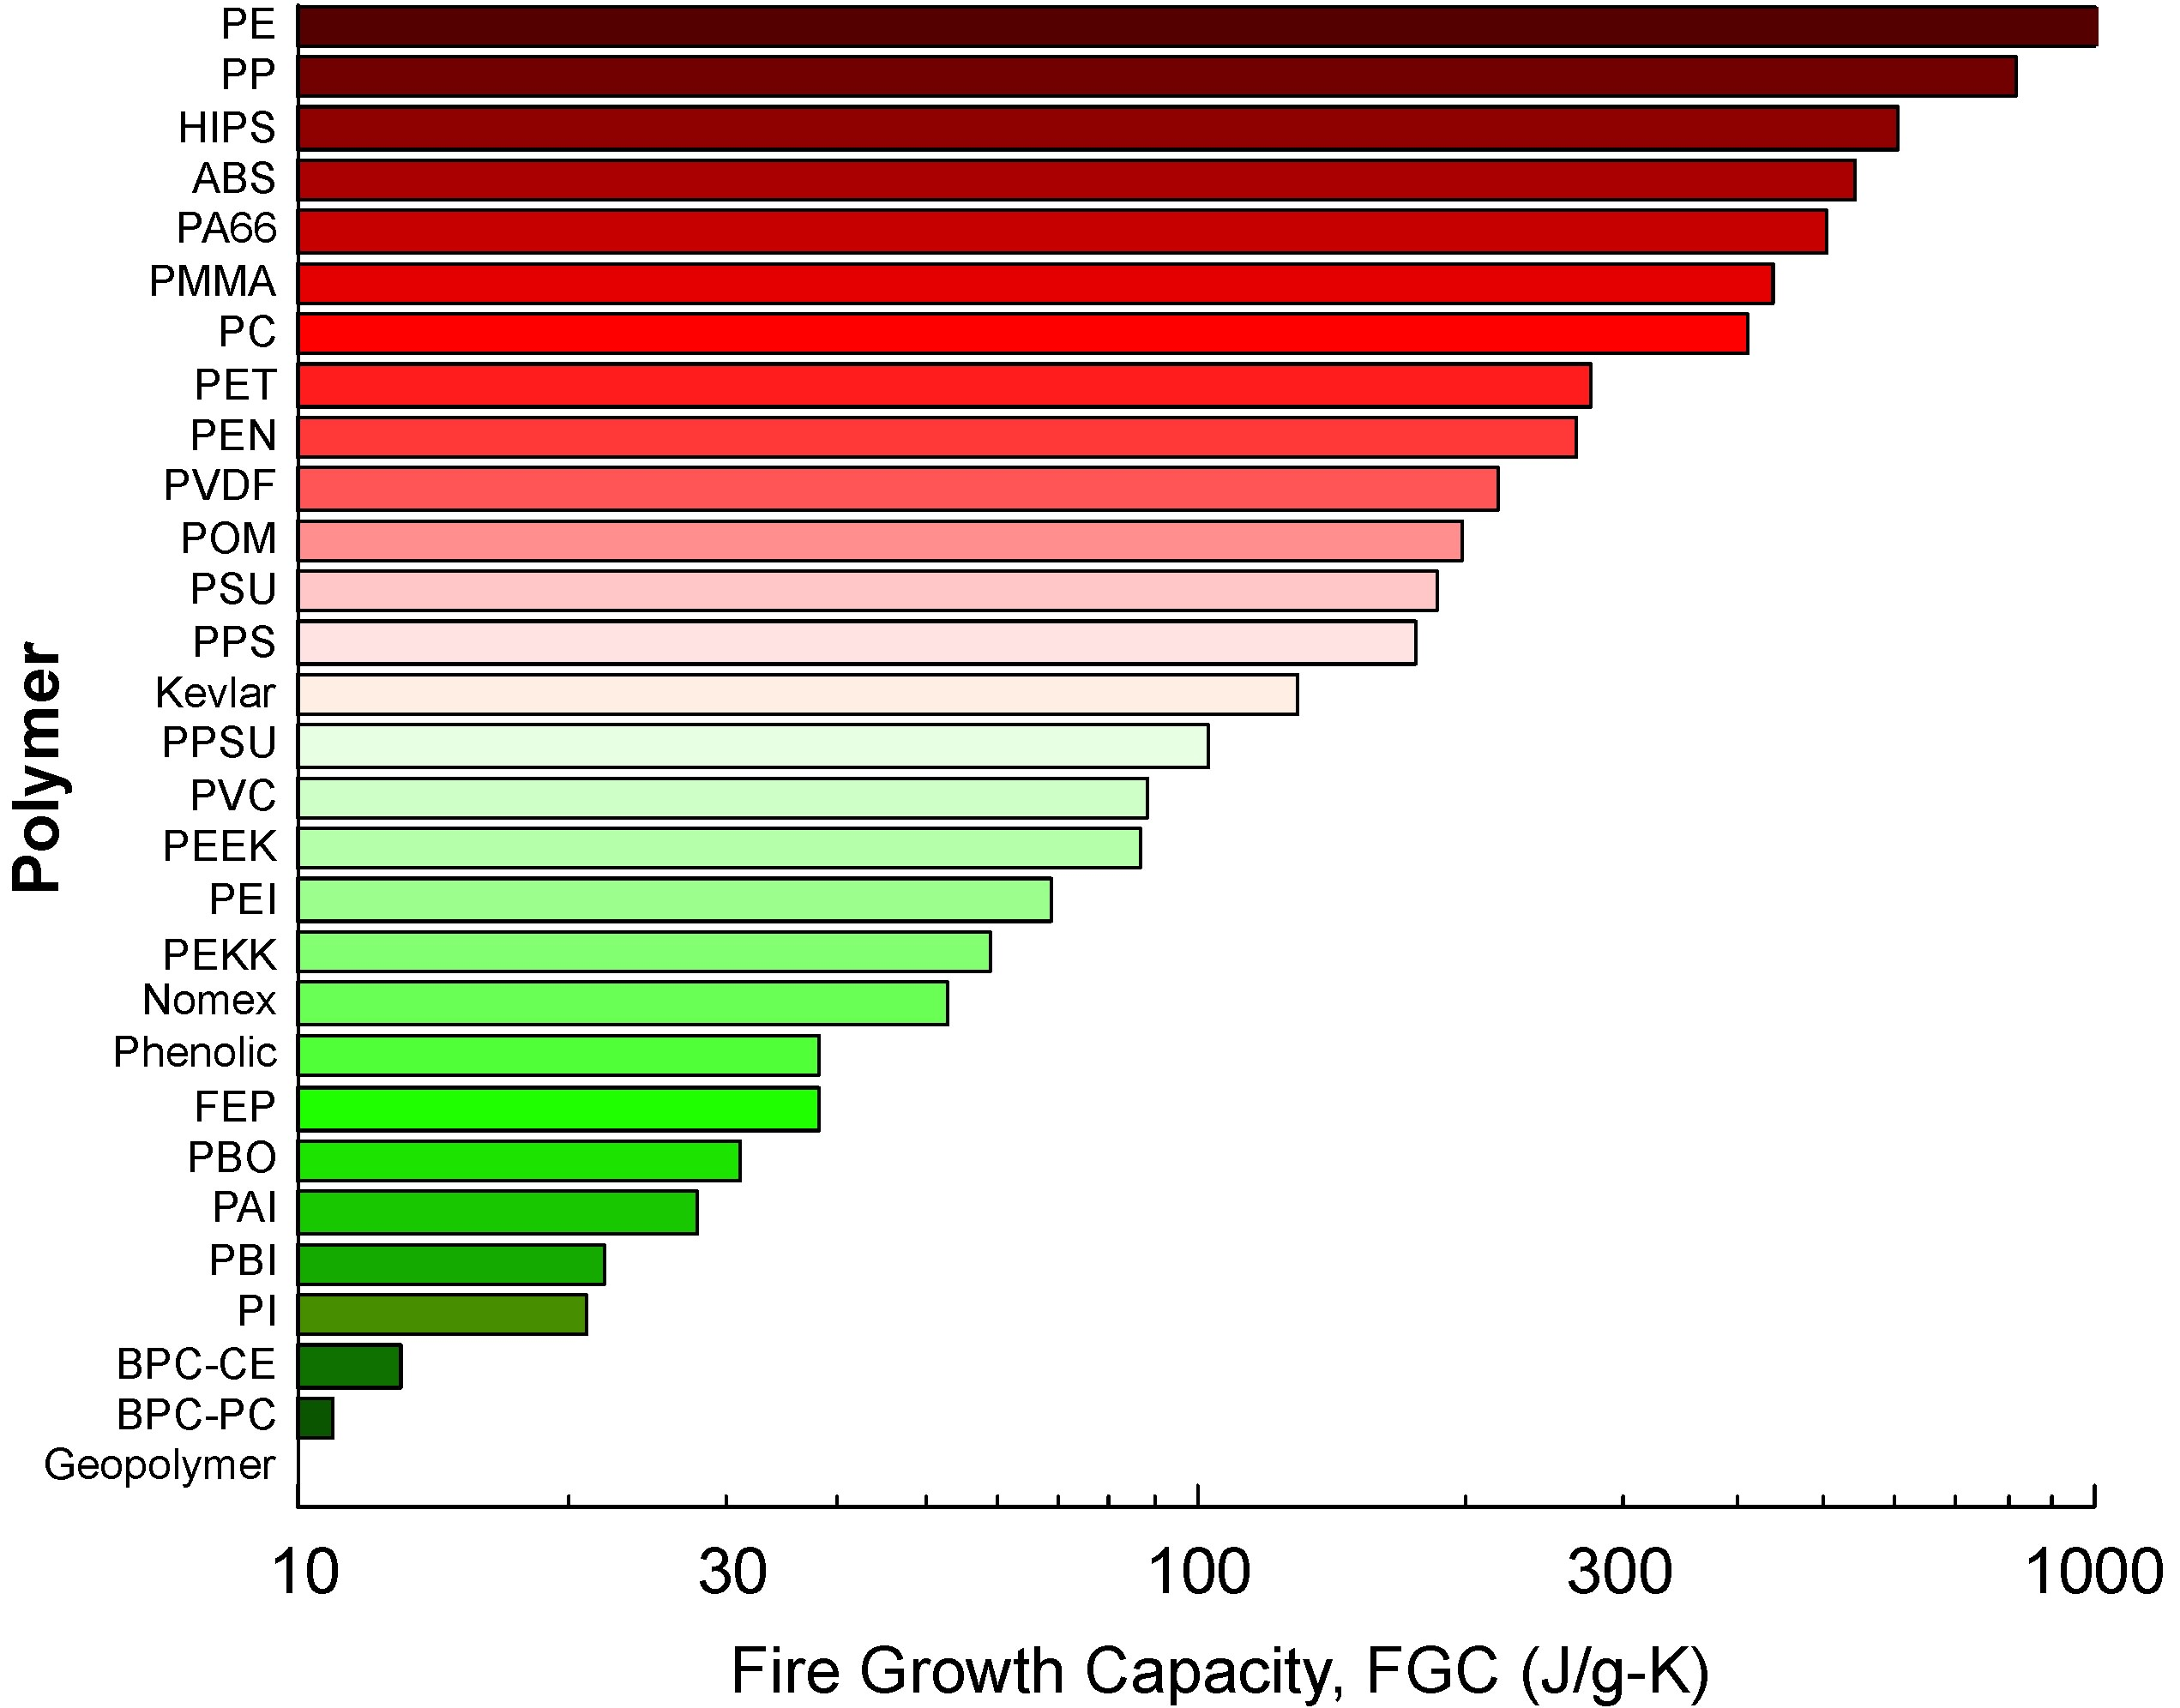 PE
PP
HIPS
ABS
PA66
PMMA
PC
PET
PEN
PVDF
POM
PSU
PPS
Kevlar
PPSU
PVC
PEEK
PEI
PEKK
Nomex
Phenolic
FEP
PBO
PAI
PBI
PI
BPC-CE
BPC-PC
Geopolymer
Polymer
10 30 100 300 1000
Fire Growth Capacity, FGC (J/g-K)